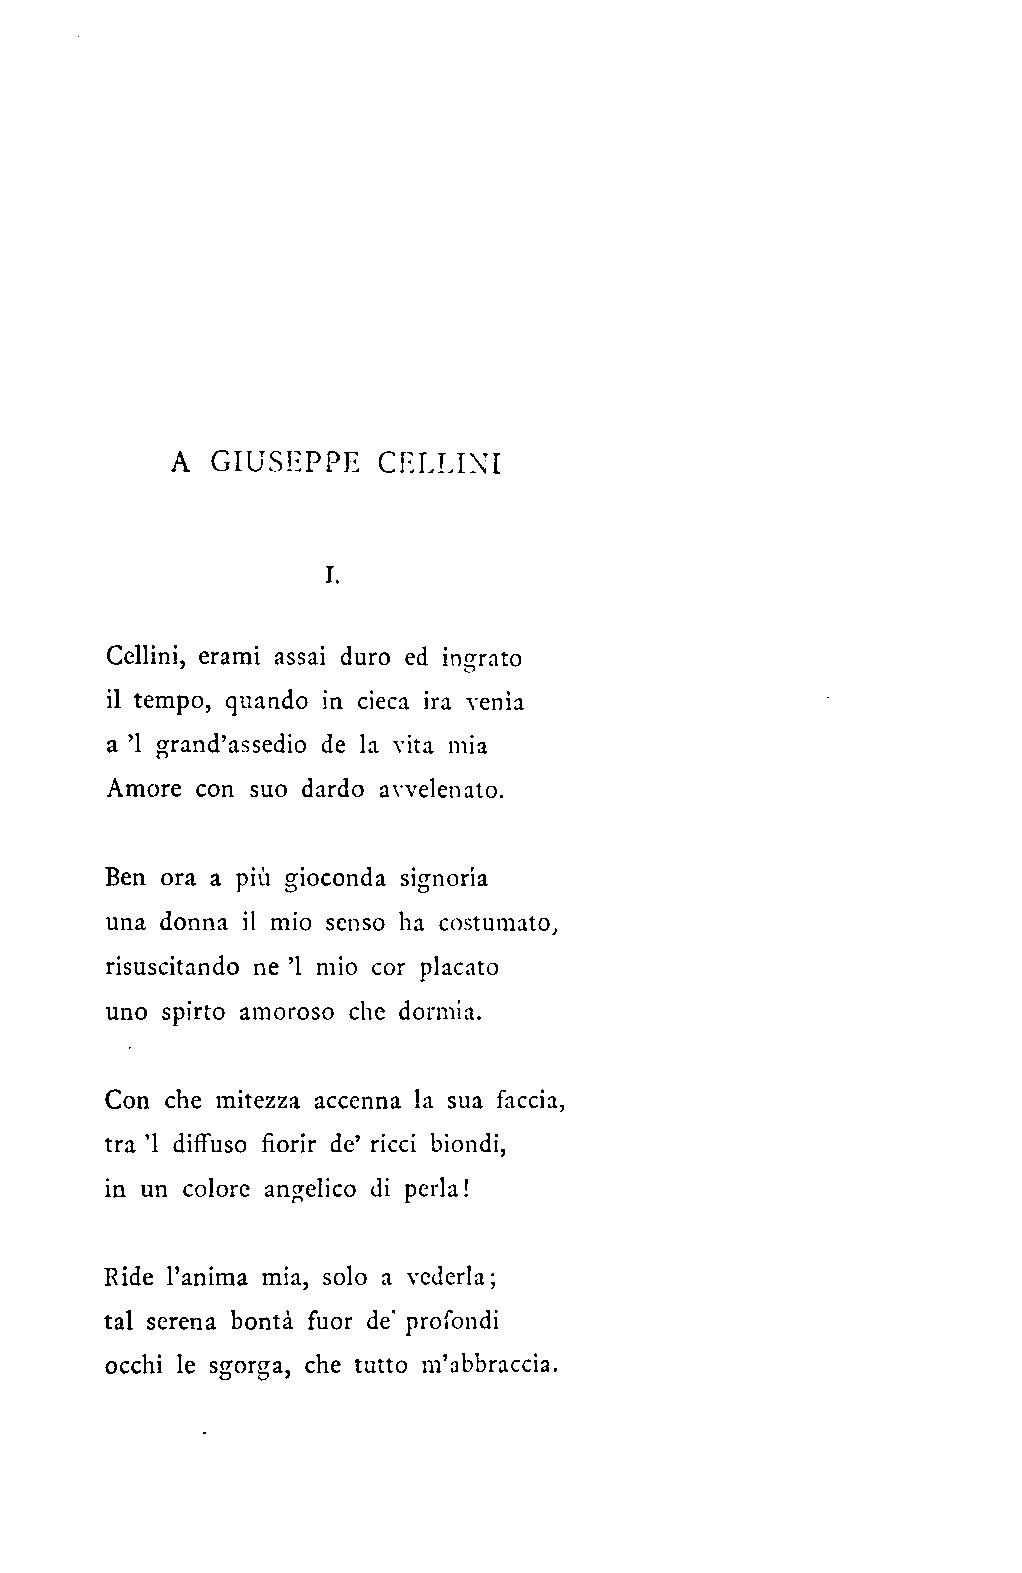 A GIUSEPPE CELLINI
I.
Cellini, erami assai duro ed ingrato
il tempo, quando in cieca ira venia
a 'l grand'assedio de la vita mia
Amore con suo dardo avvelenato.
Ben ora a più gioconda signoria
una donna il mio senso ha costumato,
risuscitando ne 'l mio cor placato
uno spirto amoroso che dormia.
Con che mitezza accenna la sua faccia,
tra 'l diffuso fiorir de' ricci biondi,
in un colore angelico di perla!
Ride l'anima mia, solo a vederla;
tal serena bontà fuor de' profondi
occhi le sgorga, che tutto m'abbraccia.